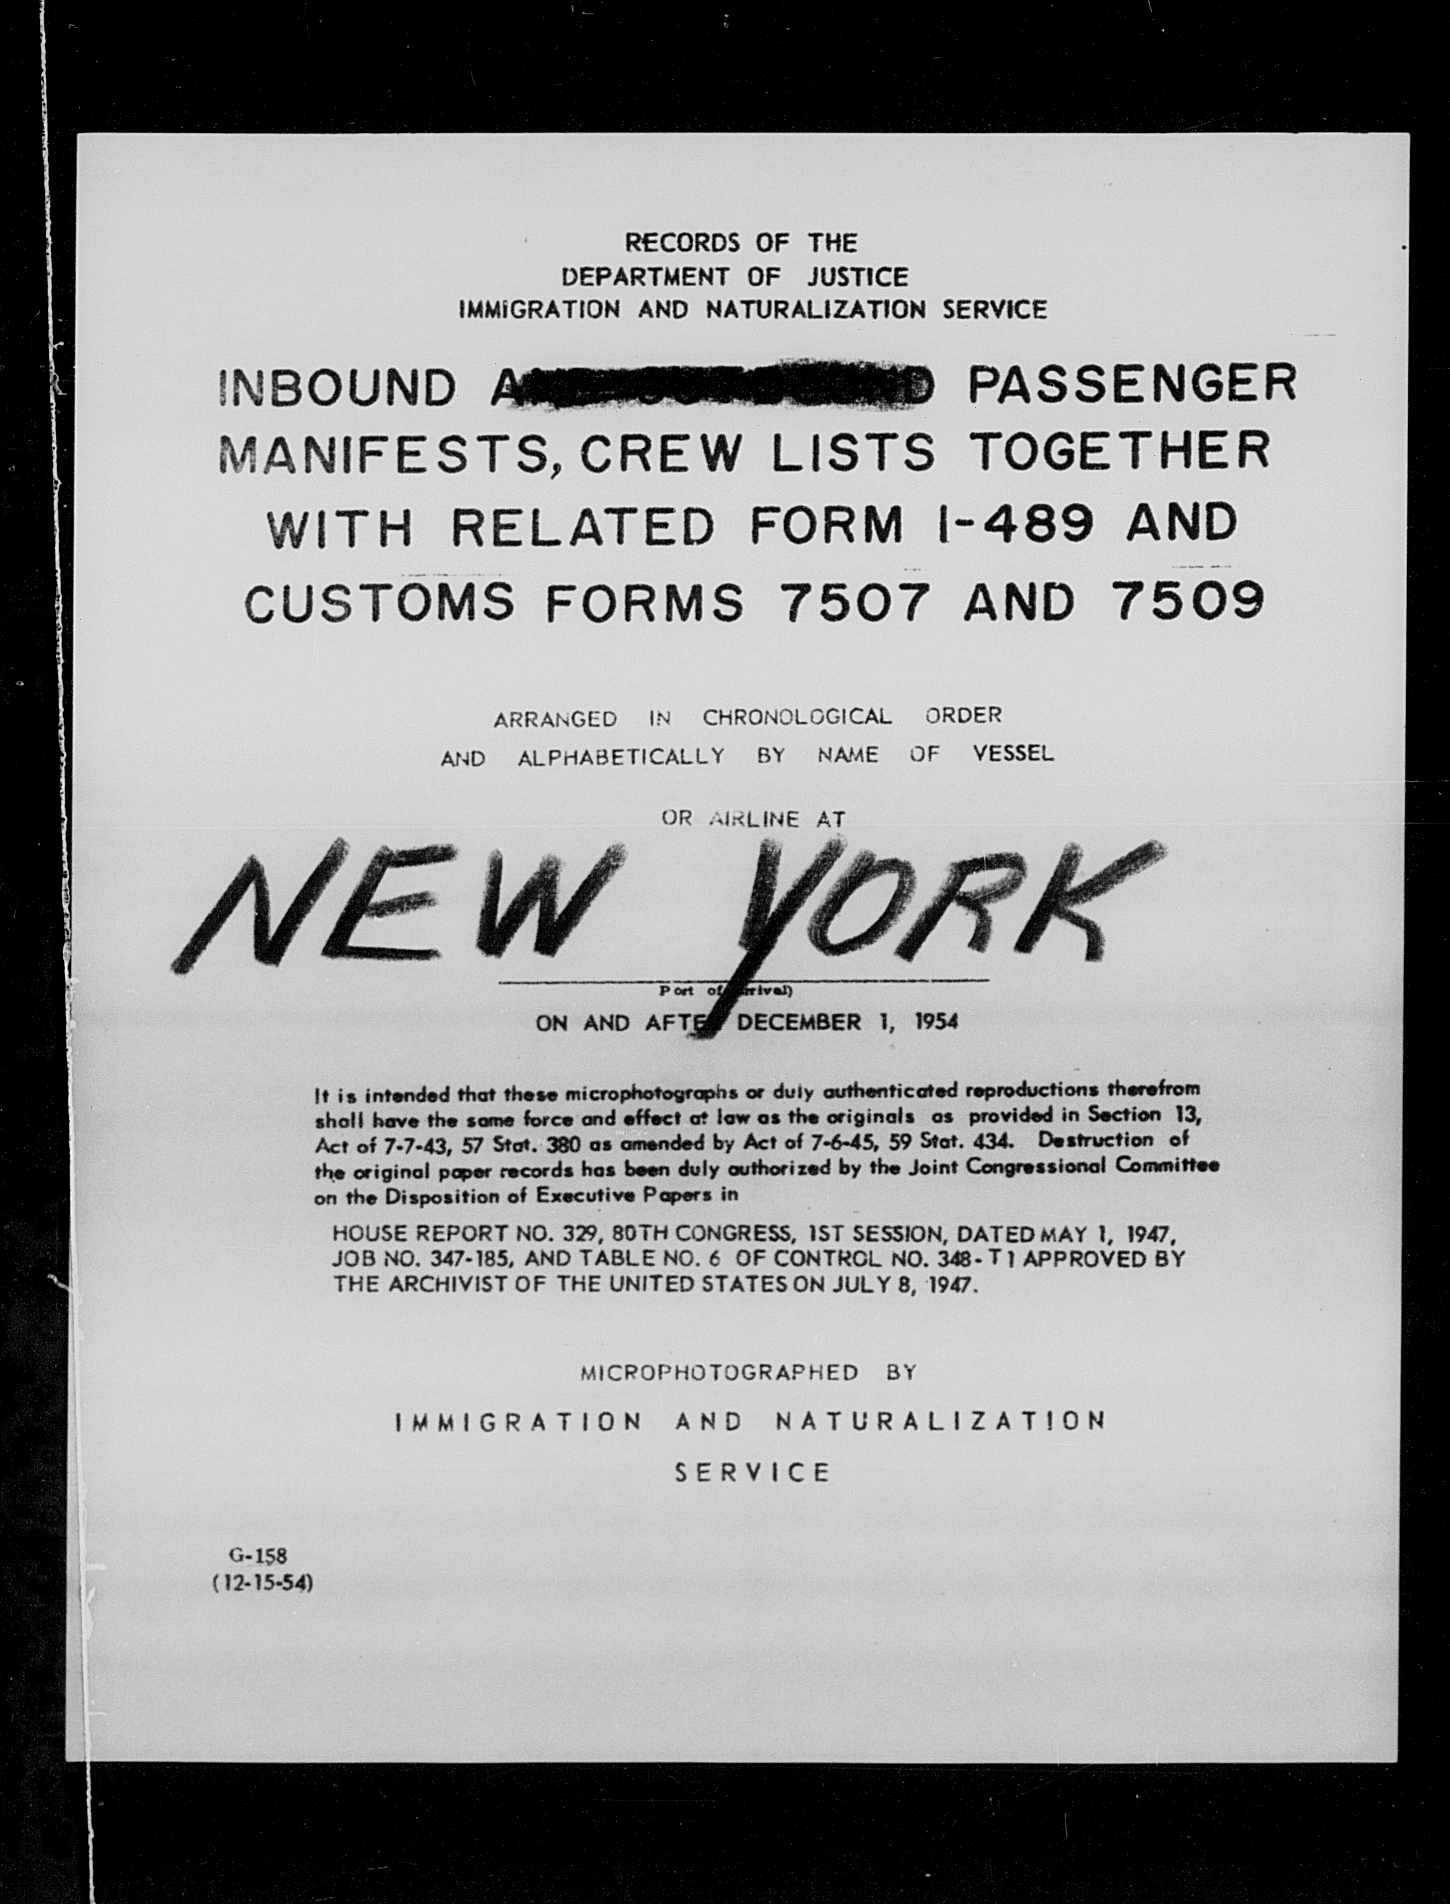 RECORDS OF THE
DEPARTMENT OF JUSTICE
IMMIGRATION AND NATURALIZATION SERVICE
INBOUND PASSENGER
MANIFESTS, CREW LISTS TOGETHER
WITH RELATED FORM I-489 AND
CUSTOMS FORMS 7507 AND 7509
ARRANGED IN CHRONOLOGICAL ORDER
AND ALPHABETICALLY BY NAME OF VESSEL
OR AIRLINE AT
NEW YORK
Port of
ON AND AFTER DECEMBER 1, 1954
It is intended that these microphotographs or duly authenticated reproductions therefrom
shall have the same force and effect at law as the originals as provided in Section 13,
Act of 7-7-43, 57 Stat. 380 as amended by Act of 7-6-45, 59 Stat. 434. Destruction of
the original paper records has been duly authorized by the Joint Congressional Committee
on the Disposition of Executive Papers in
HOUSE REPORT NO. 329, 80TH CONGRESS, 1ST SESSION, DATED MAY 1, 1947,
JOB NO. 347-185, AND TABLE NO. 6 OF CONTROL NO. 348-T1 APPROVED BY
THE ARCHIVIST OF THE UNITED STATES ON JULY 8, 1947.
MICROPHOTOGRAPHED BY
IMMIGRATION AND NATURALIZATION
SERVICE
G-158
(12-15-54)